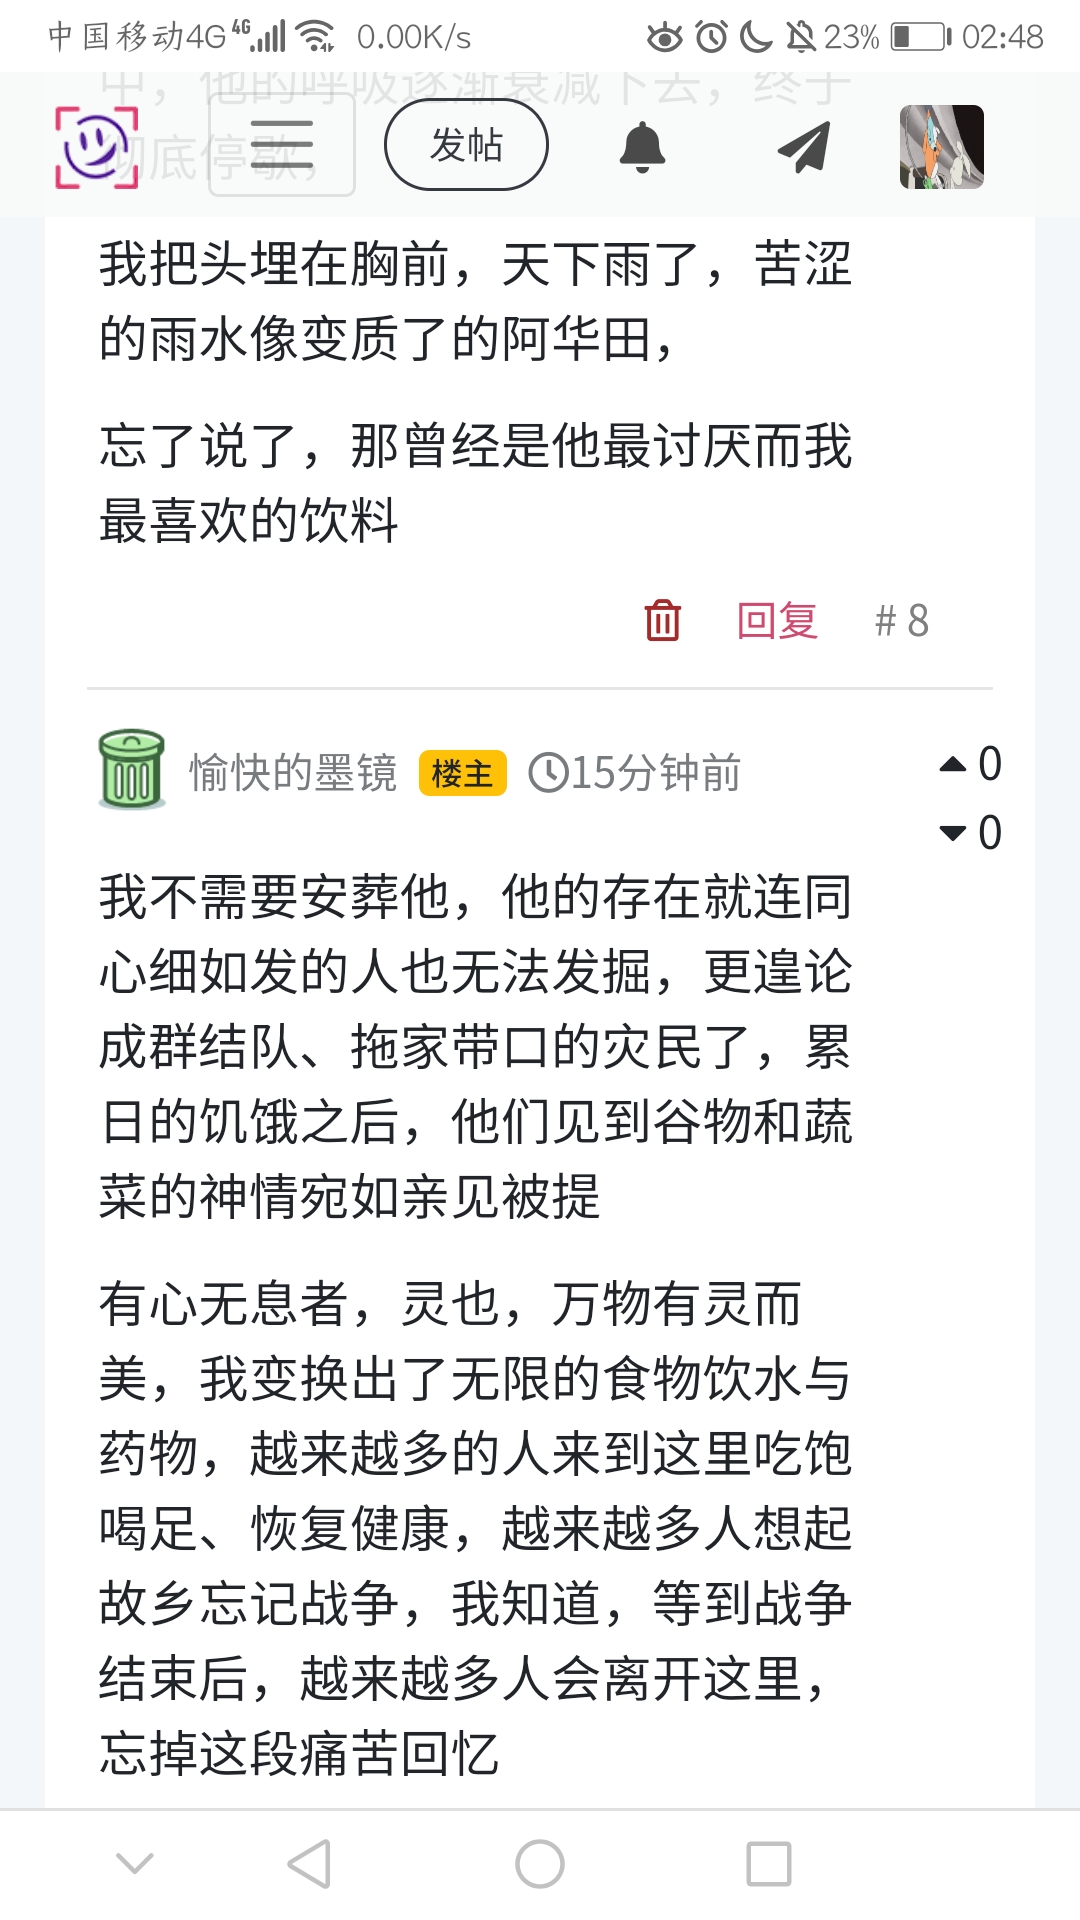 中国移动4G 4G 0.00K/s 23% 02:48
中，他的呼吸逐渐衰减下去，终于
彻底停歇，
发帖
我把头埋在胸前，天下雨了，苦涩
的雨水像变质了的阿华田，
忘了说了，那曾经是他最讨厌而我
最喜欢的饮料
回复 # 8
愉快的墨镜 楼主 15分钟前
0
0
我不需要安葬他，他的存在就连同
心细如发的人也无法发掘，更遑论
成群结队、拖家带口的灾民了，累
日的饥饿之后，他们见到谷物和蔬
菜的神情宛如亲见被提
有心无息者，灵也，万物有灵而
美，我变换出了无限的食物饮水与
药物，越来越多的人来到这里吃饱
喝足、恢复健康，越来越多人想起
故乡忘记战争，我知道，等到战争
结束后，越来越多人会离开这里，
忘掉这段痛苦回忆